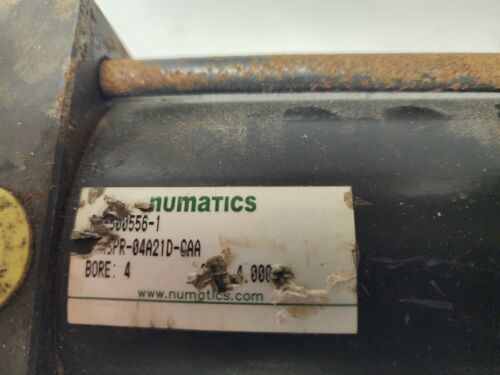 numatics
500556-1
PR-04A21D-CAA
BORE: 4 4.000
www.numatics.com